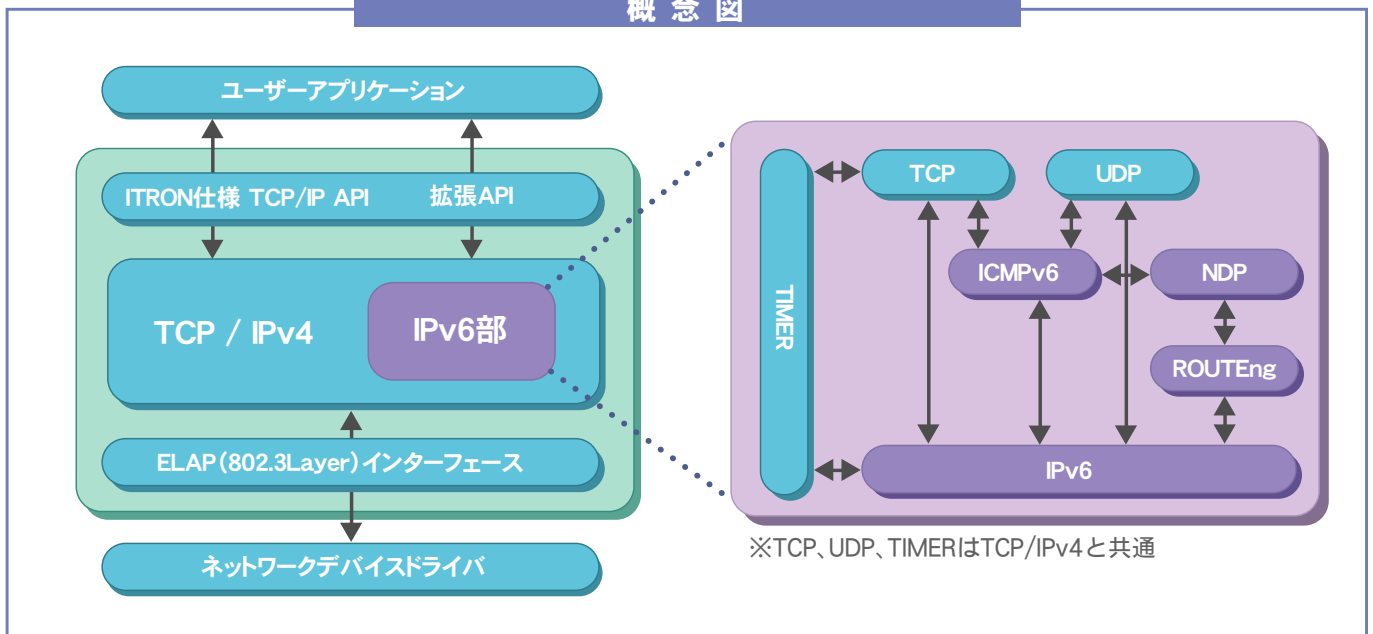 概念図
ユーザーアプリケーション
ITRON仕様 TCP/IP API
拡張API
TCP / IPv4
IPv6部
ELAP(802.3Layer)インターフェース
ネットワークデバイスドライバ
TIMER
TCP
UDP
ICMPv6
NDP
ROUTEng
IPv6
※TCP、UDP、TIMERはTCP/IPv4と共通